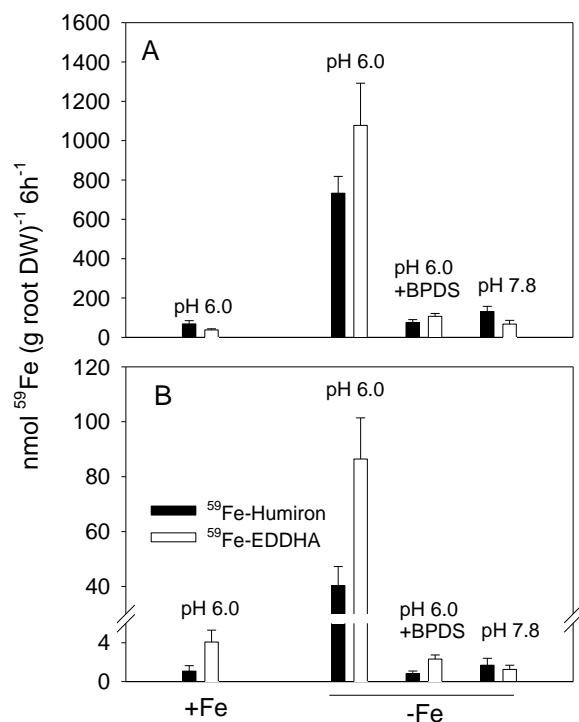 1600
A
pH 6.0
1400
1200
1000
800
600
pH 6.0
+BPDS
pH 7.8
400
pH 6.0
200
0
nmol ⁵⁹Fe (g root DW)⁻¹ 6h⁻¹
120
B
pH 6.0
100
80
⁵⁹Fe-Humiron
⁵⁹Fe-EDDHA
60
40
pH 6.0
pH 6.0
+BPDS
pH 7.8
4
0
+Fe
-Fe